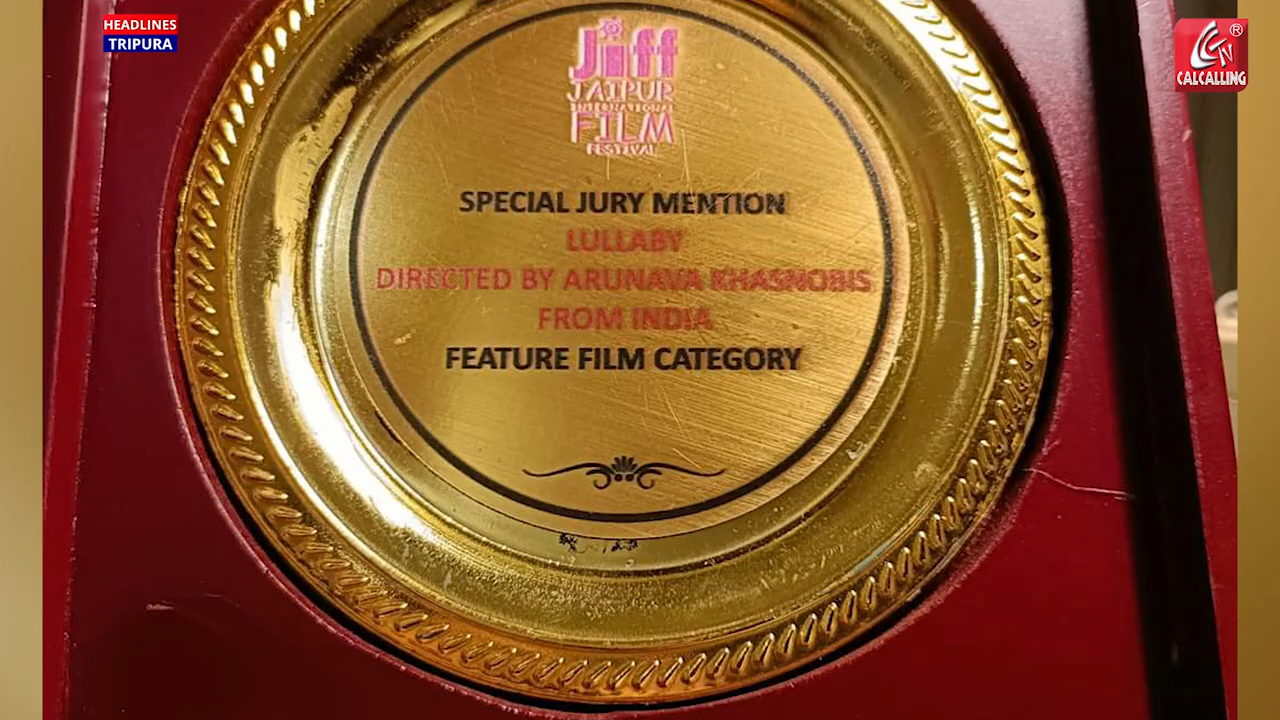 HEADLINES
TRIPURA
CTV
®
CALCALLING
Jiff
JAIPUR
INTERNATIONAL
FILM
FESTIVAL
SPECIAL JURY MENTION
LULLABY
DIRECTED BY ARUNAVA KHASNOBIS
FROM INDIA
FEATURE FILM CATEGORY